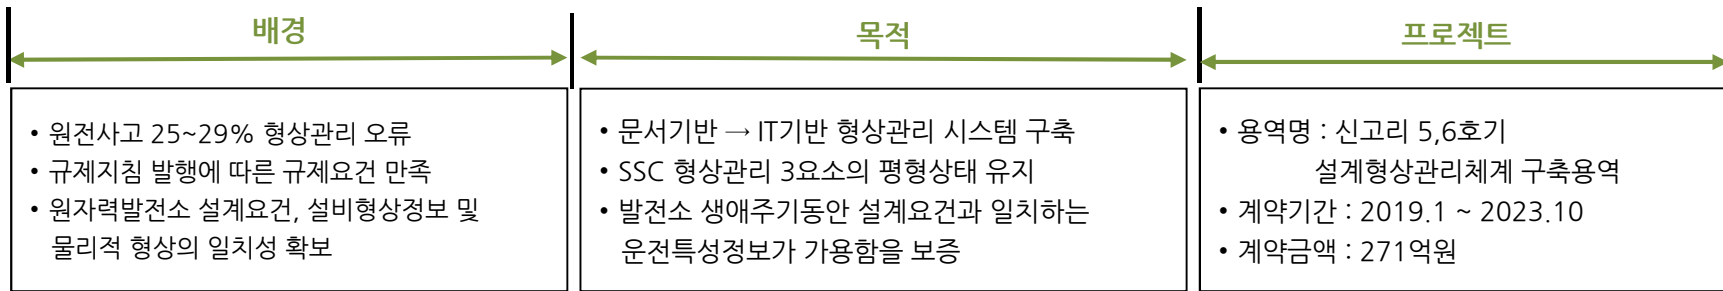 배경
• 원전사고 25~29% 형상관리 오류
• 규제지침 발행에 따른 규제요건 만족
• 원자력발전소 설계요건, 설비형상정보 및
물리적 형상의 일치성 확보
목적
• 문서기반 → IT기반 형상관리 시스템 구축
• SSC 형상관리 3요소의 평형상태 유지
• 발전소 생애주기동안 설계요건과 일치하는
운전특성정보가 가용함을 보증
프로젝트
• 용역명 : 신고리 5,6호기
설계형상관리체계 구축용역
• 계약기간 : 2019.1 ~ 2023.10
• 계약금액 : 271억원